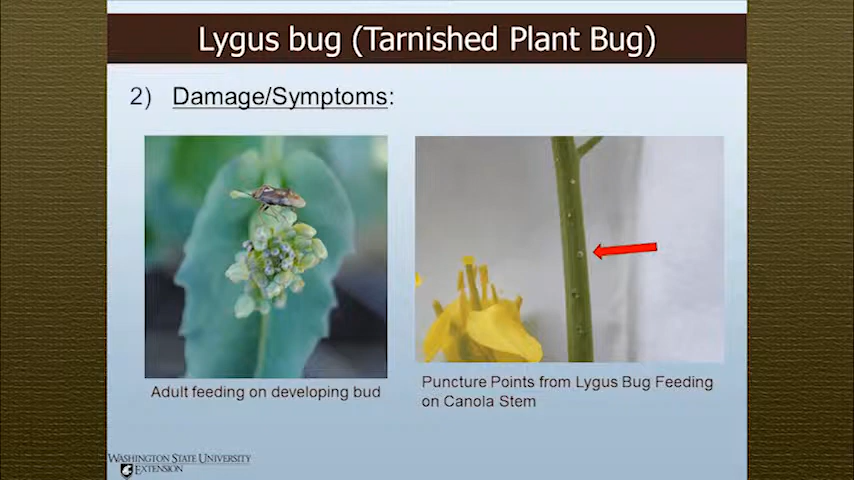 Lygus bug (Tarnished Plant Bug)
2) Damage/Symptoms:
Adult feeding on developing bud
Puncture Points from Lygus Bug Feeding
on Canola Stem
WASHINGTON STATE UNIVERSITY
EXTENSION